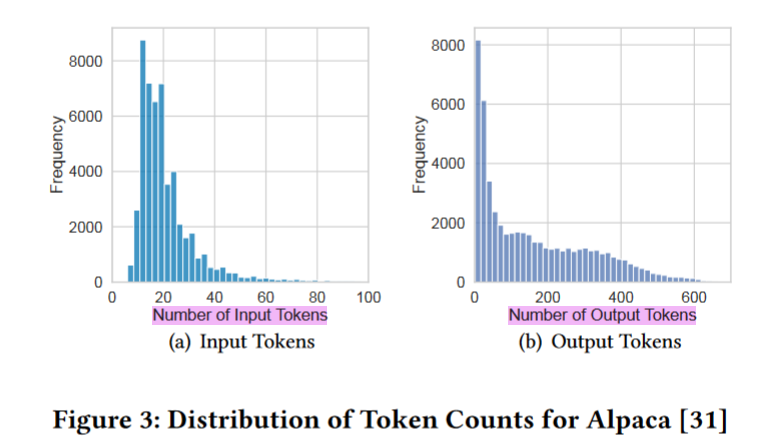 8000
6000
4000
2000
0
Frequency
0 20 40 60 80 100
Number of Input Tokens
(a) Input Tokens
8000
6000
4000
2000
0
Frequency
0 200 400 600
Number of Output Tokens
(b) Output Tokens
Figure 3: Distribution of Token Counts for Alpaca [31]